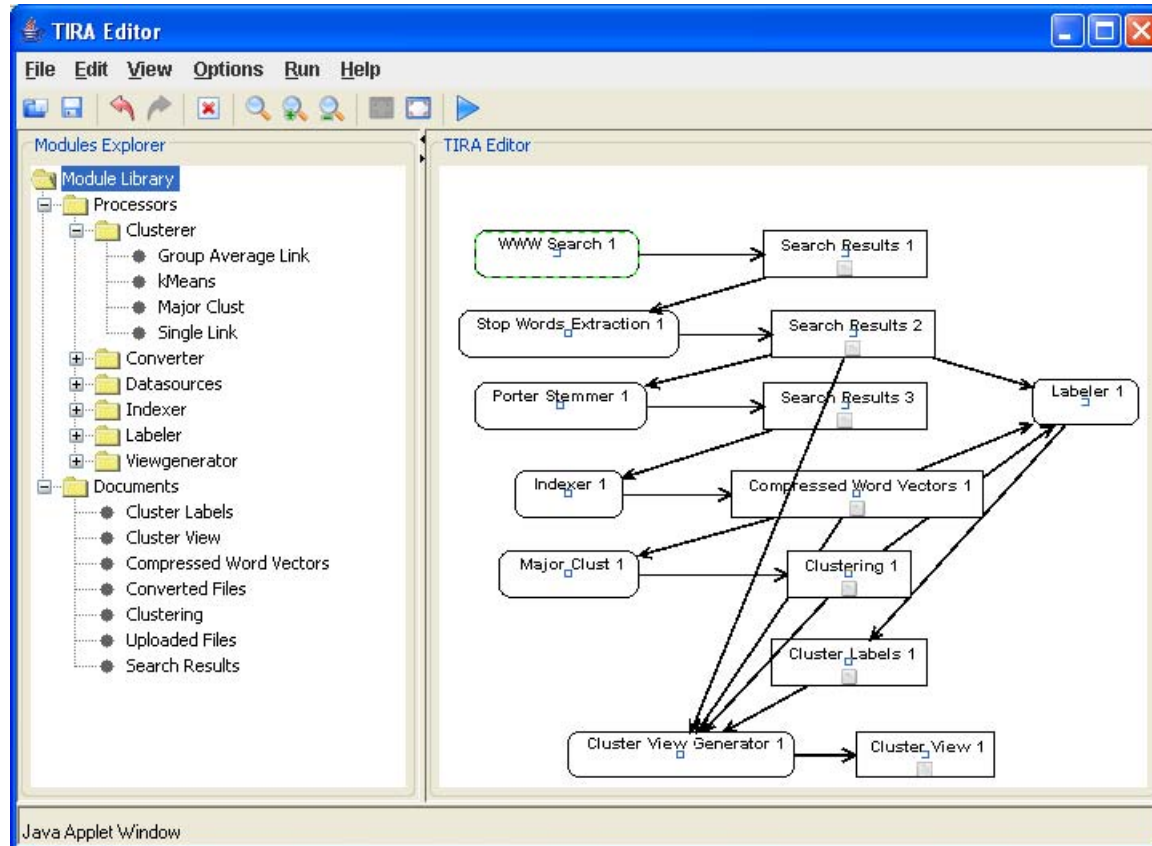 TIRA Editor
File Edit View Options Run Help
Modules Explorer
Module Library
Processors
Clusterer
Group Average Link
kMeans
Major Clust
Single Link
Converter
Datasources
Indexer
Labeler
Viewgenerator
Documents
Cluster Labels
Cluster View
Compressed Word Vectors
Converted Files
Clustering
Uploaded Files
Search Results
TIRA Editor
WWW Search 1
Search Results 1
Stop Words Extraction 1
Search Results 2
Porter Stemmer 1
Search Results 3
Labeler 1
Indexer 1
Compressed Word Vectors 1
Major Clust 1
Clustering 1
Cluster Labels 1
Cluster View Generator 1
Cluster View 1
Java Applet Window